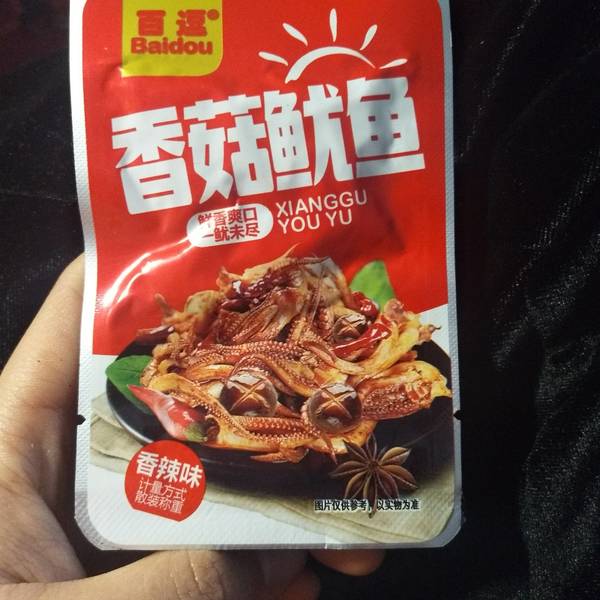 百逗®
Baidou
香菇鱿鱼
鲜香爽口
一鱿未尽
XIANGGU
YOU YU
香辣味
计量方式
散装称重
图片仅供参考，以实物为准